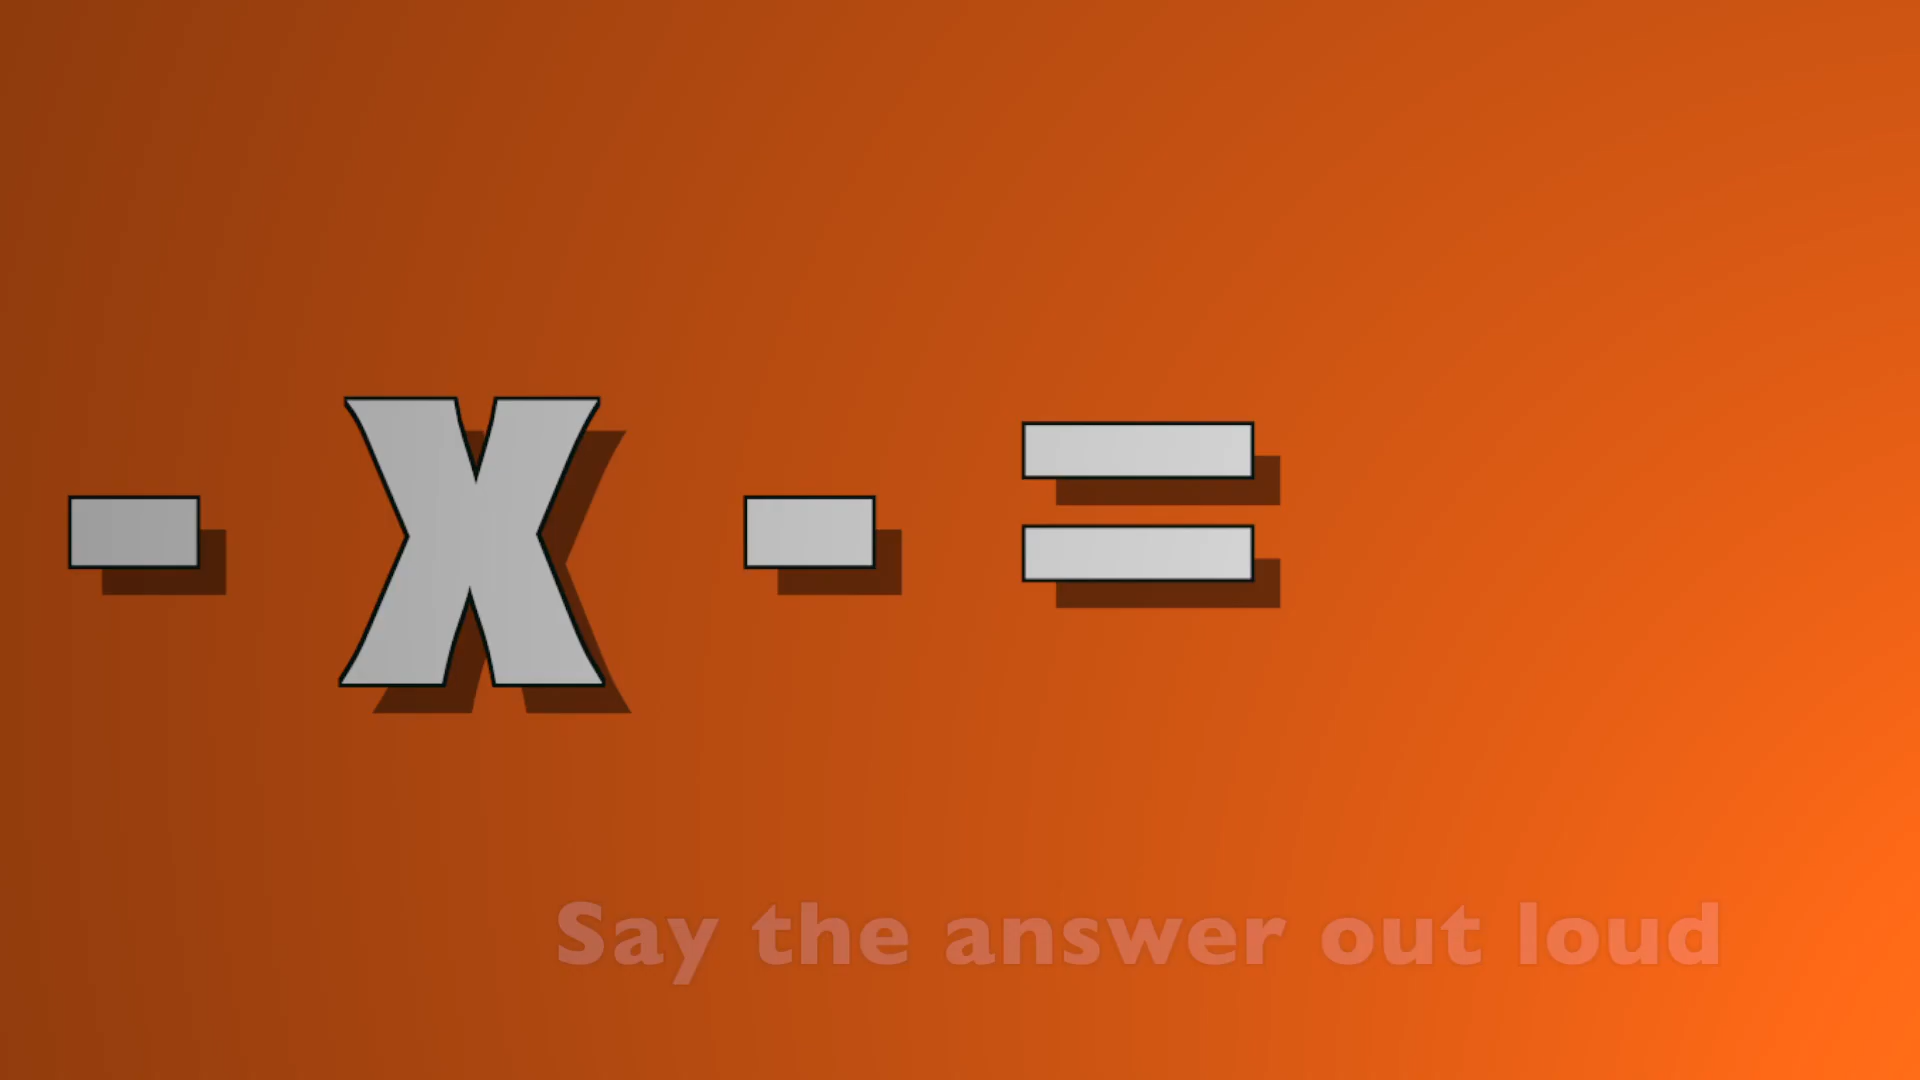 - X - =
Say the answer out loud